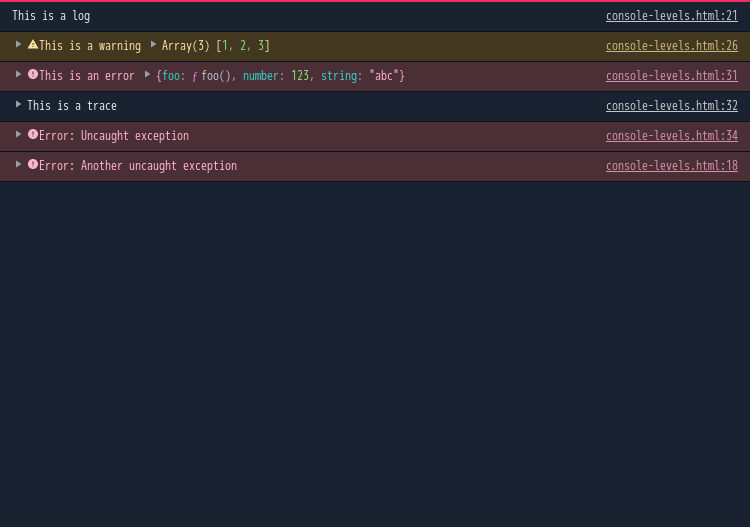 This is a log console-levels.html:21
This is a warning Array(3) [1, 2, 3] console-levels.html:26
This is an error {foo: ƒ foo(), number: 123, string: "abc"} console-levels.html:31
This is a trace console-levels.html:32
Error: Uncaught exception console-levels.html:34
Error: Another uncaught exception console-levels.html:18